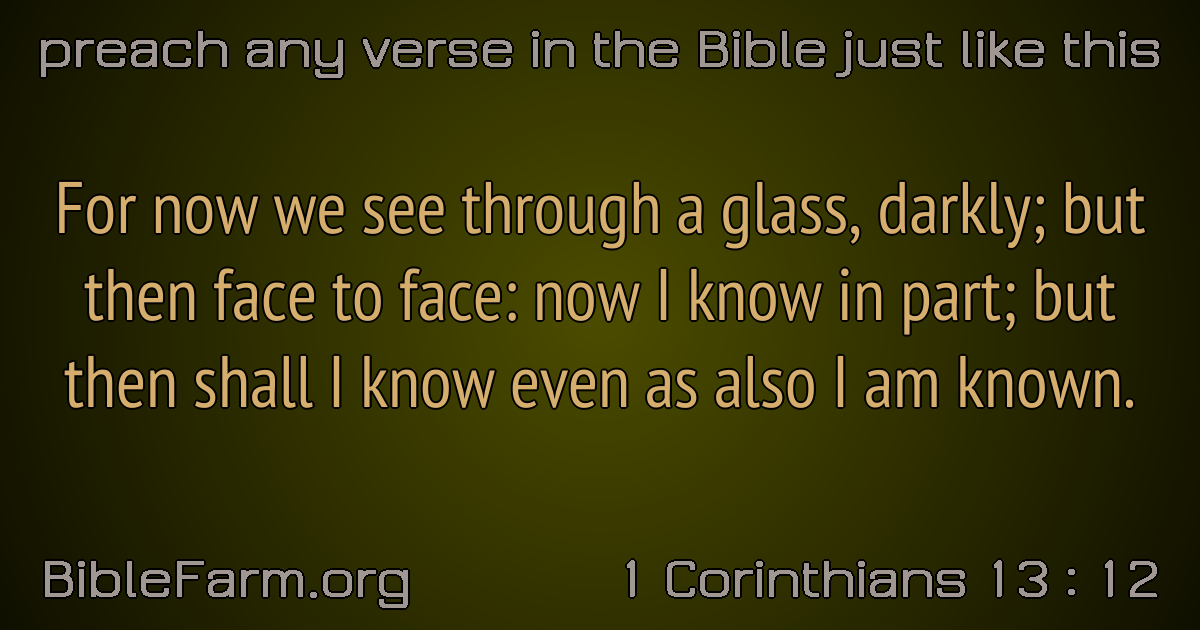 preach any verse in the Bible just like this
For now we see through a glass, darkly; but
then face to face: now I know in part; but
then shall I know even as also I am known.
BibleFarm.org
1 Corinthians 13 : 12